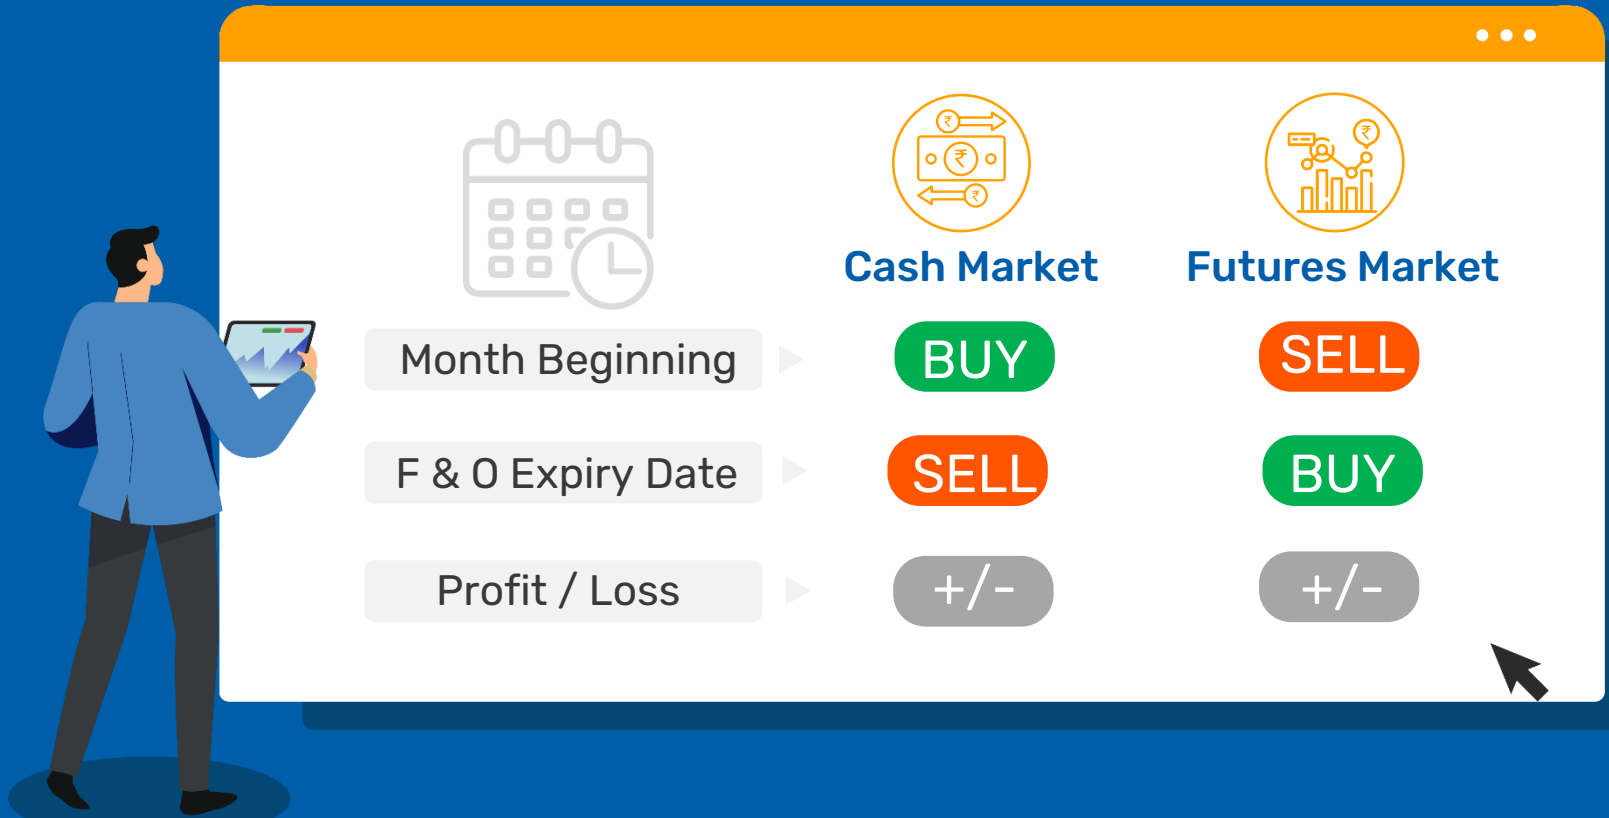 Cash Market
Futures Market
Month Beginning
BUY
SELL
F & O Expiry Date
SELL
BUY
Profit / Loss
+/-
+/-
₹
₹
₹
₹